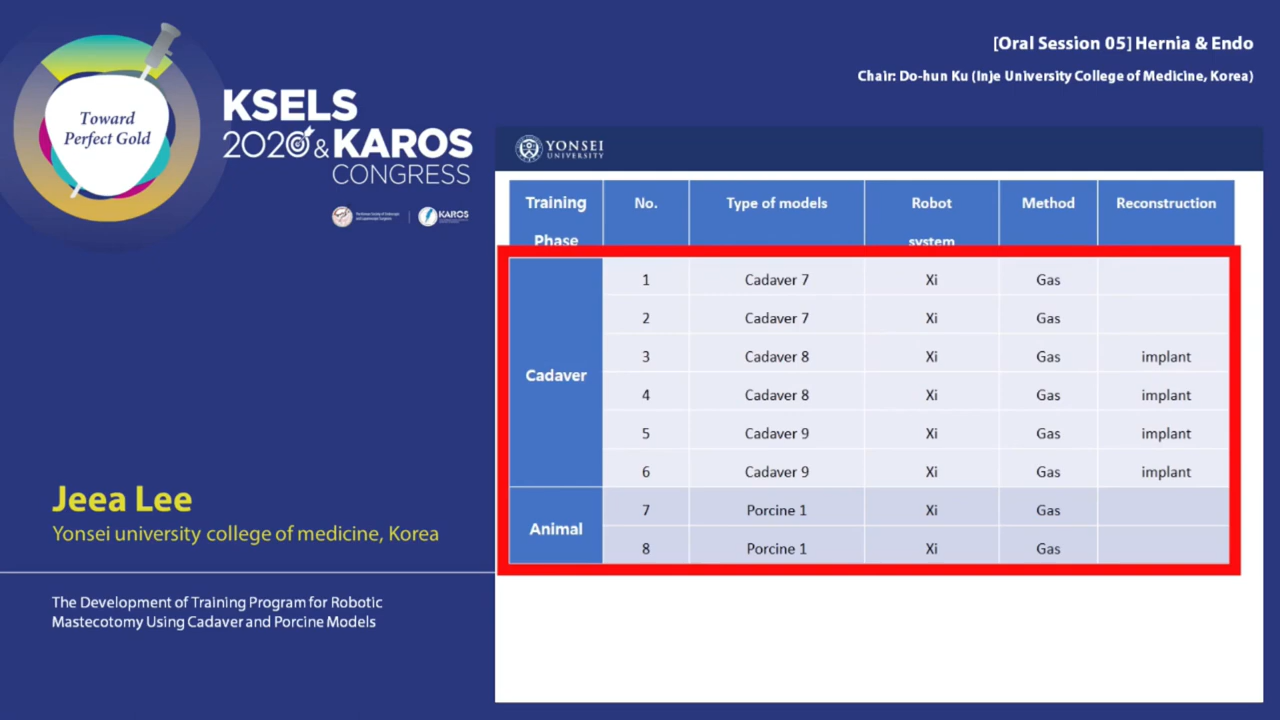 Toward
Perfect Gold
KSELS
2020 & KAROS
CONGRESS
KAROS
[Oral Session 05] Hernia & Endo
Chair: Do-hun Ku (Inje University College of Medicine, Korea)
YONSEI
UNIVERSITY
Training Phase No. Type of models Robot system Method Reconstruction
Cadaver
1 Cadaver 7 Xi Gas
2 Cadaver 7 Xi Gas
3 Cadaver 8 Xi Gas implant
4 Cadaver 8 Xi Gas implant
5 Cadaver 9 Xi Gas implant
6 Cadaver 9 Xi Gas implant
Animal
7 Porcine 1 Xi Gas
8 Porcine 1 Xi Gas
Jeea Lee
Yonsei university college of medicine, Korea
The Development of Training Program for Robotic
Mastecotomy Using Cadaver and Porcine Models